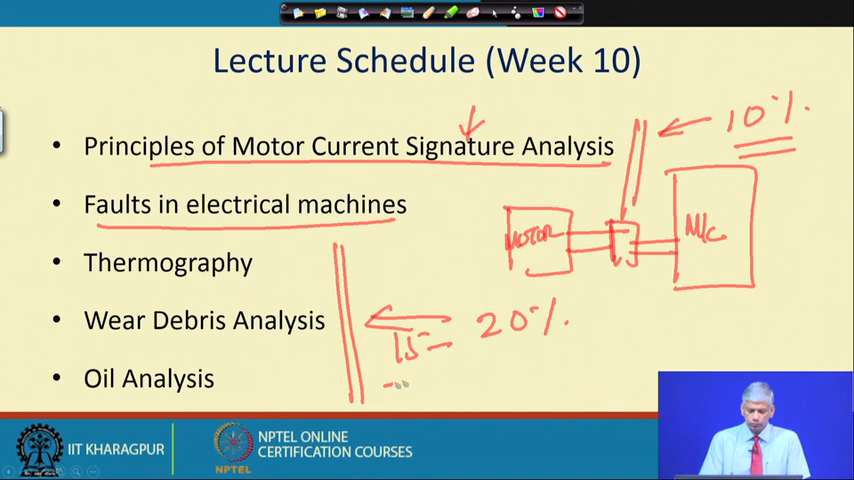 Lecture Schedule (Week 10)
• Principles of Motor Current Signature Analysis
10%.
• Faults in electrical machines
MOTOR
M/C
• Thermography
• Wear Debris Analysis
20%.
15
• Oil Analysis
IIT KHARAGPUR
NPTEL
NPTEL ONLINE
CERTIFICATION COURSES